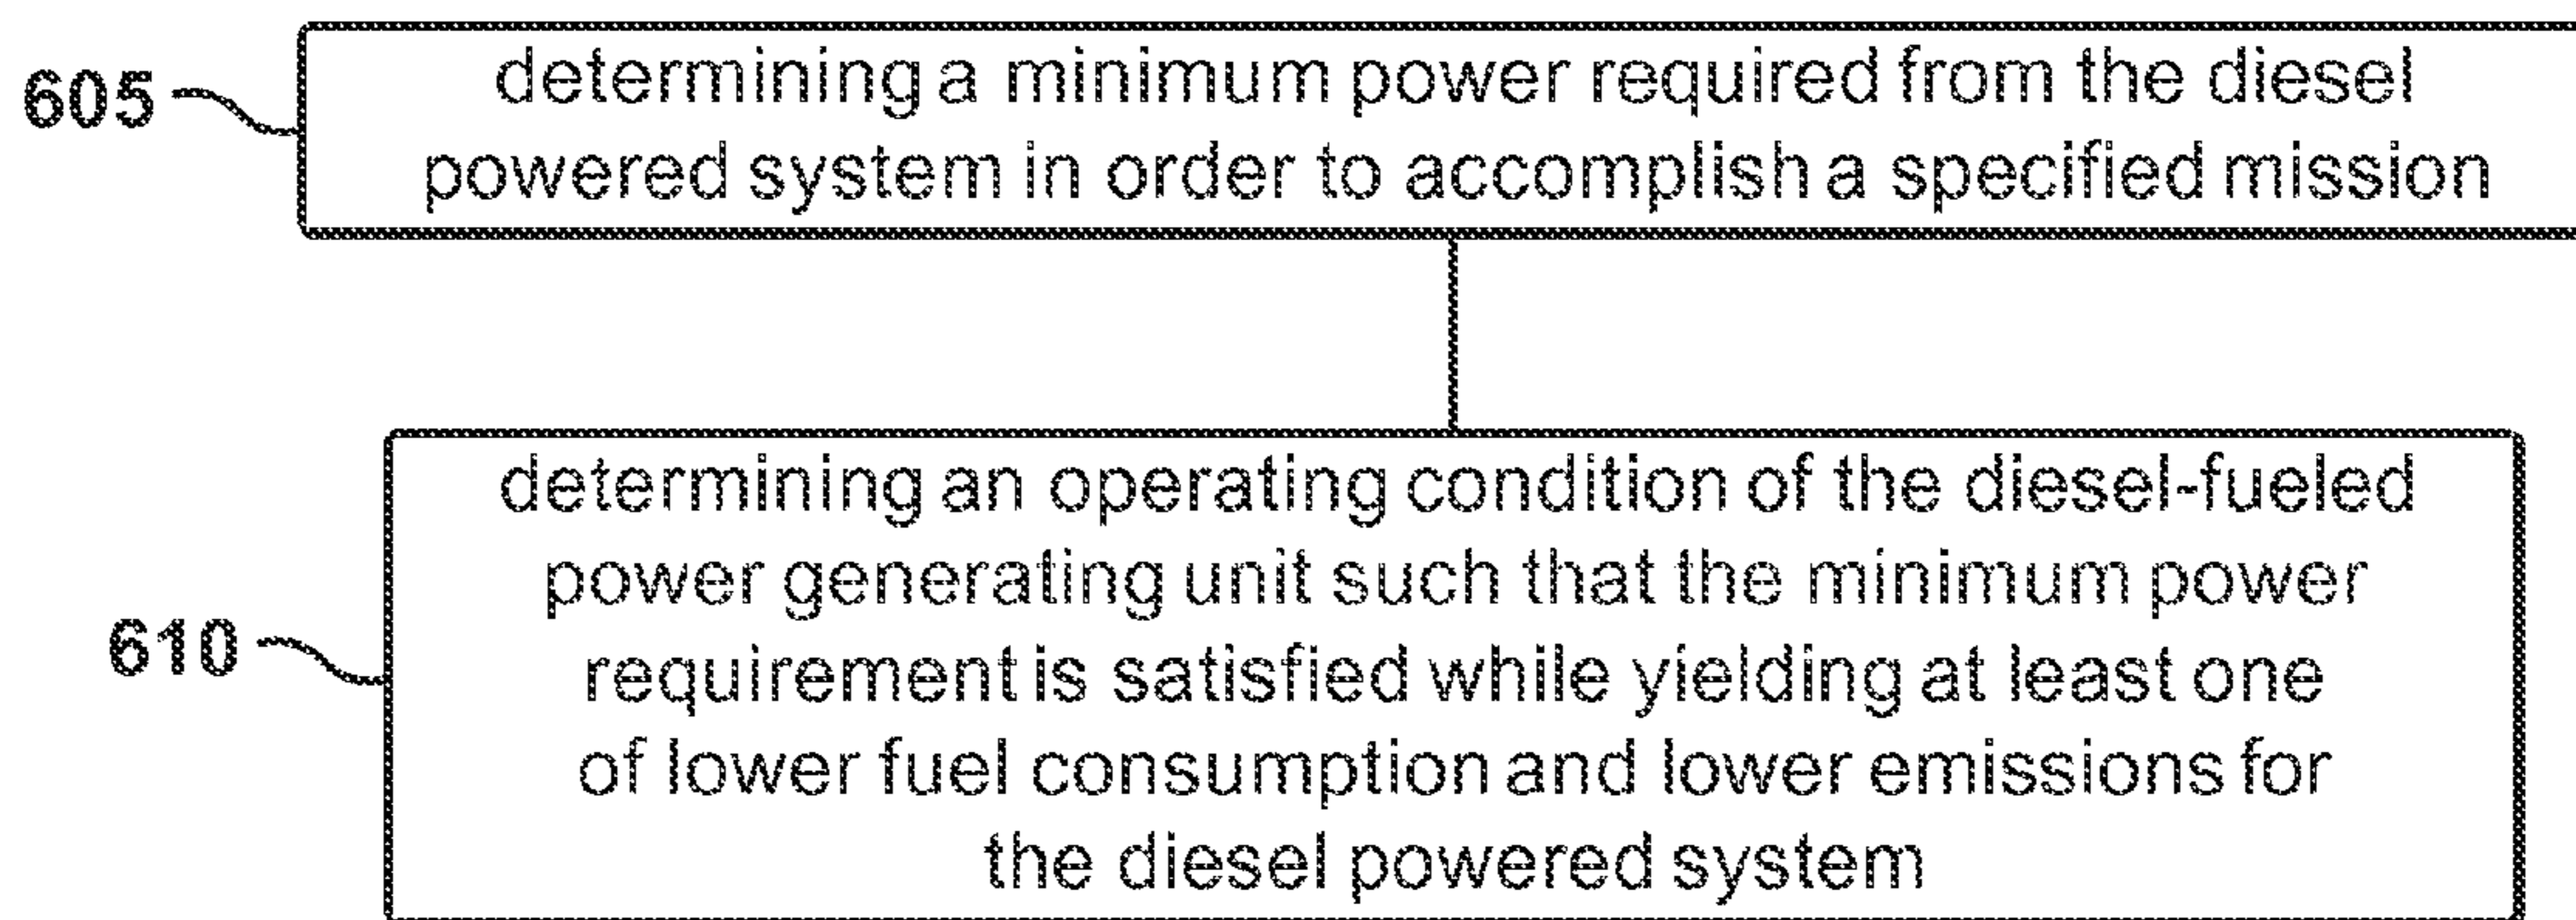 605
determining a minimum power required from the diesel
powered system in order to accomplish a specified mission
610
determining an operating condition of the diesel-fueled
power generating unit such that the minimum power
requirement is satisfied while yielding at least one
of lower fuel consumption and lower emissions for
the diesel powered system